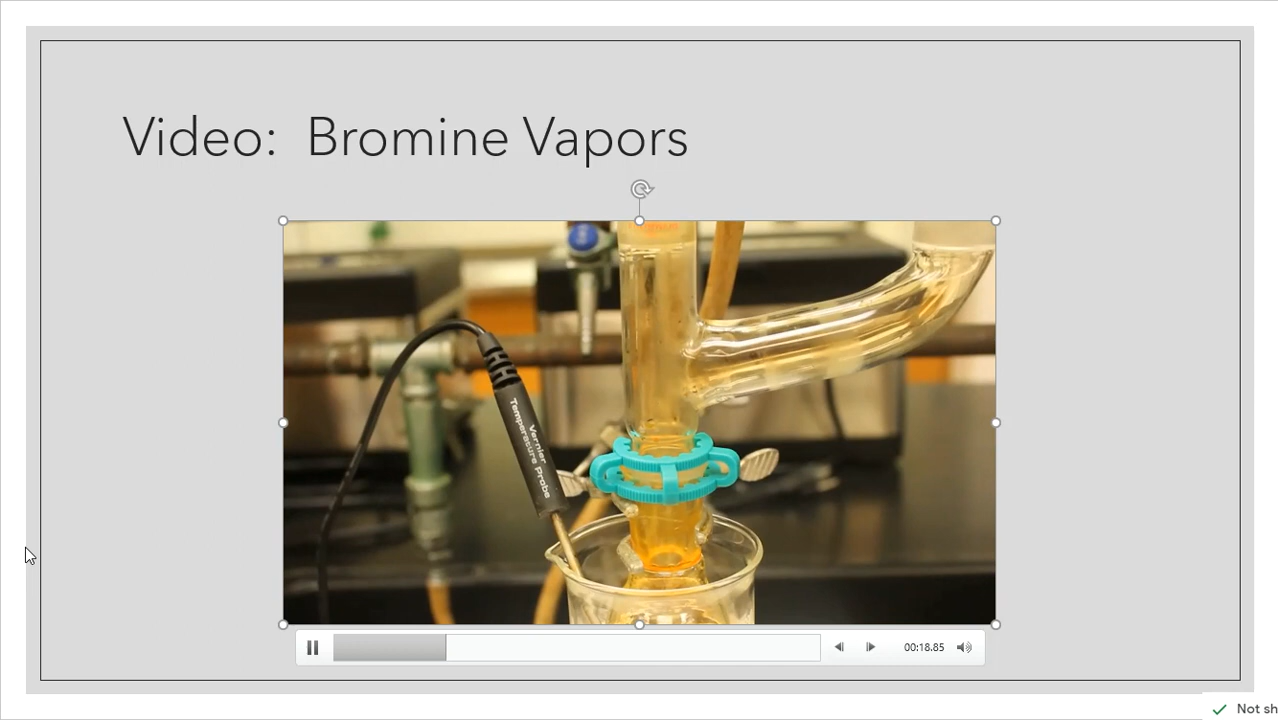 Video:  Bromine Vapors
Vernier
Temperature Probe
00:18.85
Not sh